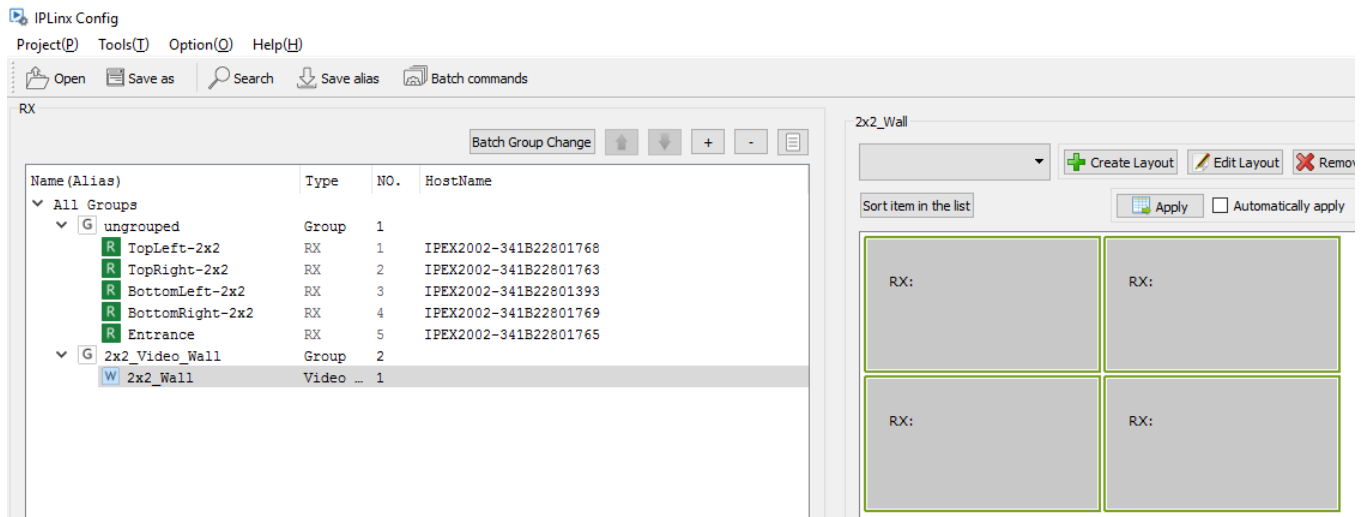 IPLinx Config
Project(P) Tools(T) Option(O) Help(H)
Open Save as Search Save alias Batch commands
RX
Batch Group Change + -
Name(Alias) Type NO. HostName
All Groups
G ungrouped Group 1
R TopLeft-2x2 RX 1 IPEX2002-341B22801768
R TopRight-2x2 RX 2 IPEX2002-341B22801763
R BottomLeft-2x2 RX 3 IPEX2002-341B22801393
R BottomRight-2x2 RX 4 IPEX2002-341B22801769
R Entrance RX 5 IPEX2002-341B22801765
G 2x2_Video_Wall Group 2
W 2x2_Wall Video … 1
2x2_Wall
Create Layout Edit Layout Remov
Sort item in the list Apply Automatically apply
RX: RX:
RX: RX: